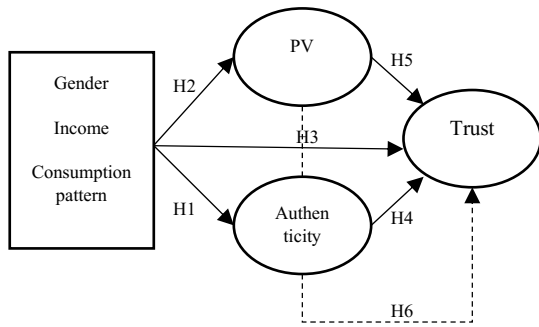 Gender
Income
Consumption
pattern
H2
PV
H5
H3
Trust
H1
Authen
ticity
H4
H6